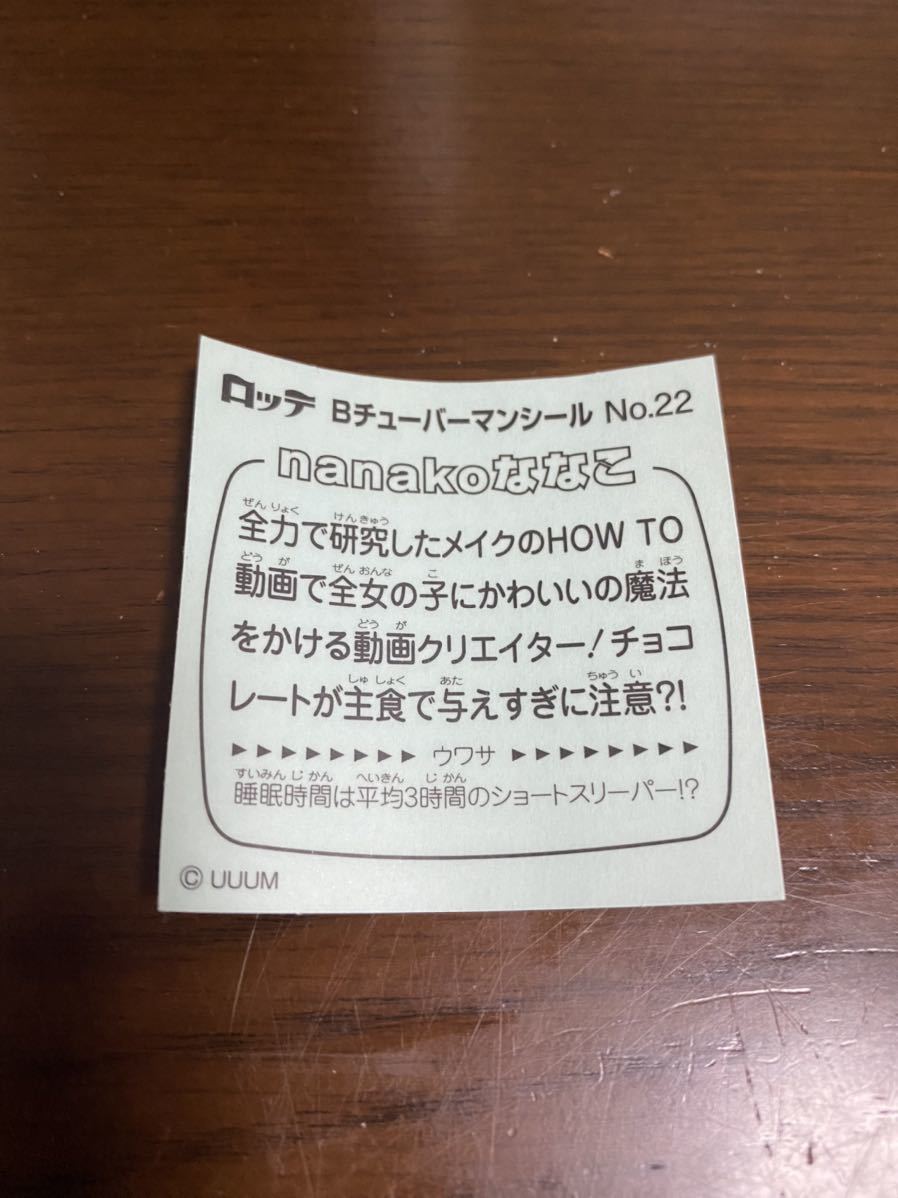 ロッテ Bチューバーマンシール No.22
nanakoななこ
全力で研究したメイクのHOW TO
動画で全女の子にかわいいの魔法
をかける動画クリエイター!チョコ
レートが主食で与えすぎに注意?!
▶▶▶▶▶▶▶▶ ウワサ ▶▶▶▶▶▶▶▶
睡眠時間は平均3時間のショートスリーパー!?
© UUUM